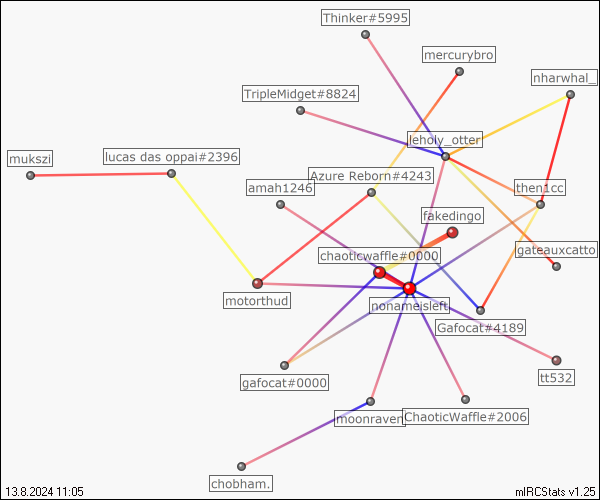 Thinker#5995
mercurybro
nharwhal_
TripleMidget#8824
leholy_otter
mukszi
lucas das oppai#2396
Azure Reborn#4243
amah1246
then1cc
fakedingo
chaoticwaffle#0000
gateauxcatto
motorthud
nonameisleft
Gafocat#4189
gafocat#0000
tt532
moonraven
ChaoticWaffle#2006
chobham.
13.8.2024 11:05
mIRCStats v1.25